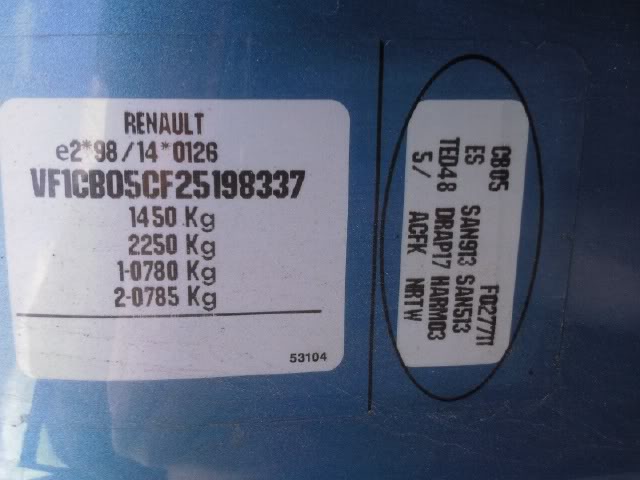 RENAULT
e2*98/14*0126
VF1CB05CF25198337
1450 Kg
2250 Kg
1-0780 Kg
2-0785 Kg
53104
CB05 F027711
ES SAN913 SAN513
TED48 DRAP17 HARM03
5/ ACFK NRTW